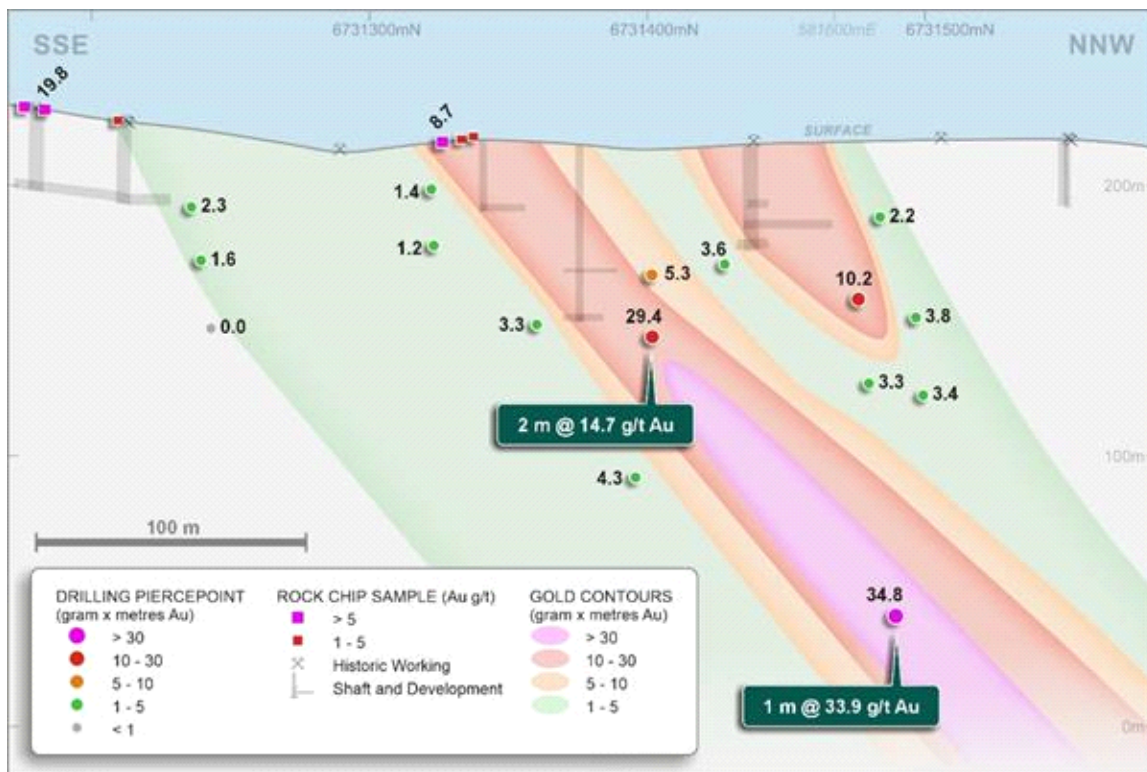 SSE
6731300mN
6731400mN
581600mE
6731500mN
NNW
19.8
8.7
SURFACE
200m
2.3
1.4
2.2
1.6
1.2
3.6
5.3
10.2
0.0
3.3
29.4
3.8
3.3
3.4
2 m @ 14.7 g/t Au
4.3
100m
100 m
34.8
1 m @ 33.9 g/t Au
0m
DRILLING PIERCEPOINT
(gram x metres Au)
> 30
10 - 30
5 - 10
1 - 5
< 1
ROCK CHIP SAMPLE (Au g/t)
> 5
1 - 5
Historic Working
Shaft and Development
GOLD CONTOURS
(gram x metres Au)
> 30
10 - 30
5 - 10
1 - 5